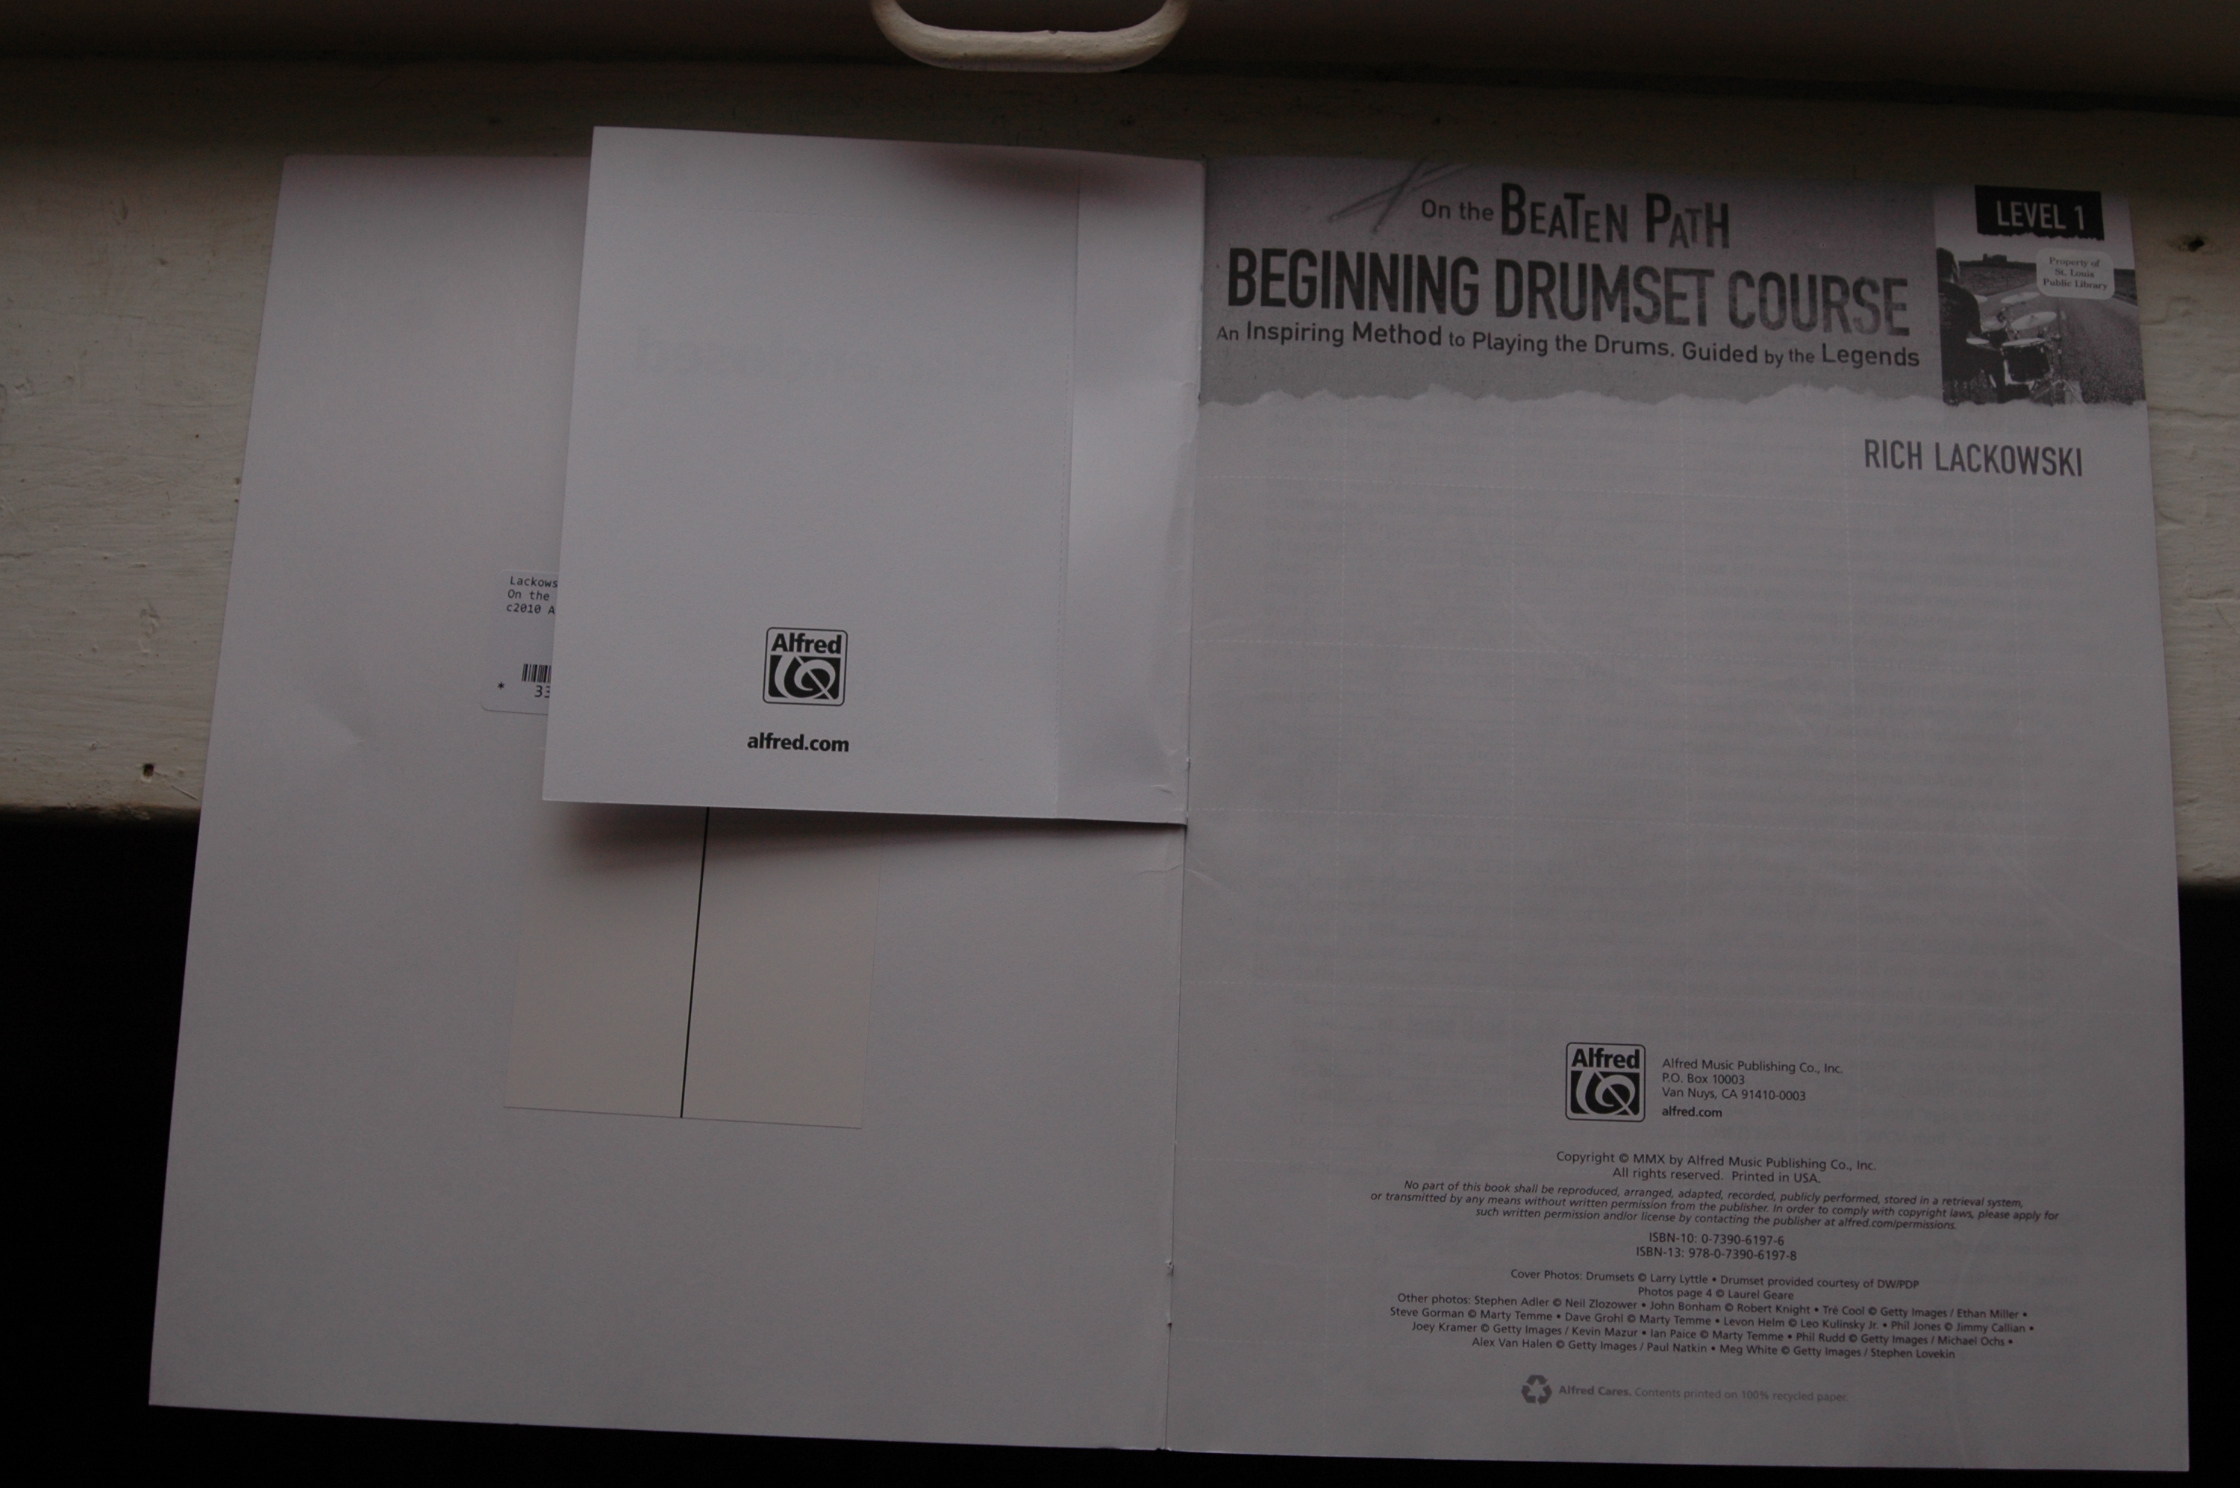 Lackows
On the
c2010 A
* 33
Alfred
alfred.com
On the BEATEN PATH
BEGINNING DRUMSET COURSE
An Inspiring Method to Playing the Drums, Guided by the Legends
LEVEL 1
Property of
St. Louis
Public Library
RICH LACKOWSKI
Alfred
Alfred Music Publishing Co., Inc.
P.O. Box 10003
Van Nuys, CA 91410-0003
alfred.com
Copyright © MMX by Alfred Music Publishing Co., Inc.
All rights reserved. Printed in USA.
No part of this book shall be reproduced, arranged, adapted, recorded, publicly performed, stored in a retrieval system,
or transmitted by any means without written permission from the publisher. In order to comply with copyright laws, please apply for
such written permission and/or license by contacting the publisher at alfred.com/permissions.
ISBN-10: 0-7390-6197-6
ISBN-13: 978-0-7390-6197-8
Cover Photos: Drumsets © Larry Lyttle • Drumset provided courtesy of DW/PDP
Photos page 4 © Laurel Geare
Other photos: Stephen Adler © Neil Zlozower • John Bonham © Robert Knight • Tré Cool © Getty Images / Ethan Miller •
Steve Gorman © Marty Temme • Dave Grohl © Marty Temme • Levon Helm © Leo Kulinsky Jr. • Phil Jones © Jimmy Callian •
Joey Kramer © Getty Images / Kevin Mazur • Ian Paice © Marty Temme • Phil Rudd © Getty Images / Michael Ochs •
Alex Van Halen © Getty Images / Paul Natkin • Meg White © Getty Images / Stephen Lovekin
Alfred Cares. Contents printed on 100% recycled paper.